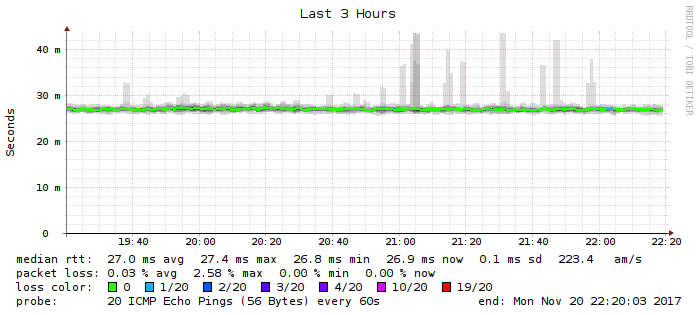 Last 3 Hours
RRDTOOL / TOBI OETIKER
Seconds
40 m
30 m
20 m
10 m
0
19:40 20:00 20:20 20:40 21:00 21:20 21:40 22:00 22:20
median rtt: 27.0 ms avg 27.4 ms max 26.8 ms min 26.9 ms now 0.1 ms sd 223.4 am/s
packet loss: 0.03 % avg 2.58 % max 0.00 % min 0.00 % now
loss color: 0 1/20 2/20 3/20 4/20 10/20 19/20
probe: 20 ICMP Echo Pings (56 Bytes) every 60s end: Mon Nov 20 22:20:03 2017